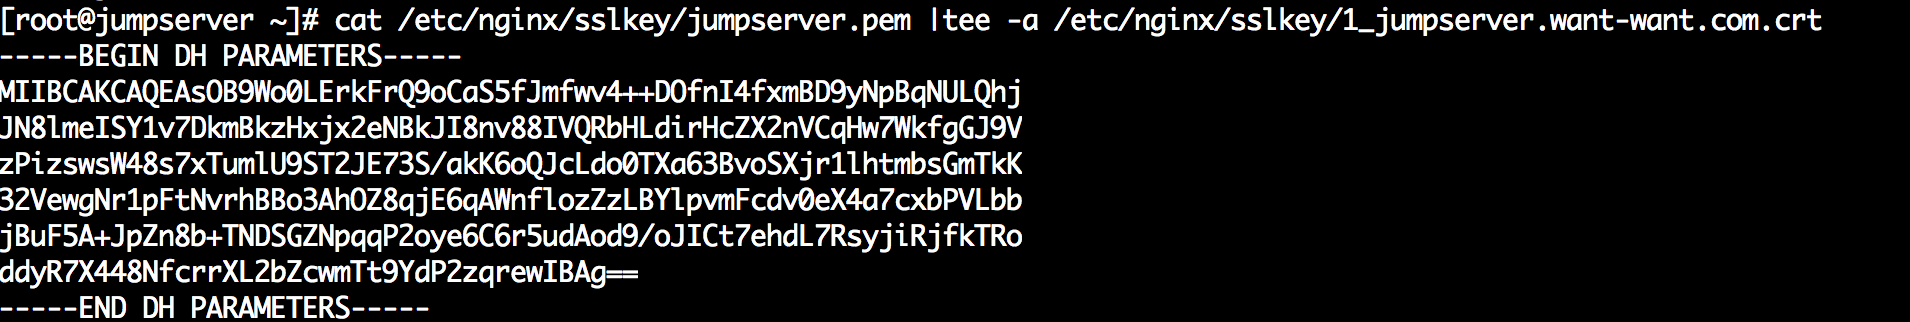 [root@jumpserver ~]# cat /etc/nginx/sslkey/jumpserver.pem |tee -a /etc/nginx/sslkey/1_jumpserver.want-want.com.crt
-----BEGIN DH PARAMETERS-----
MIIBCAKCAQEAsOB9Wo0LErkFrQ9oCaS5fJmfwv4++DOfnI4fxmBD9yNpBqNULQhj
JN8lmeISY1v7DkmBkzHxjx2eNBkJI8nv88IVQRbHLdirHcZX2nVCqHw7WkfgGJ9V
zPizswsW48s7xTumlU9ST2JE73S/akK6oQJcLdo0TXa63BvoSXjr1lhtmbsGmTkK
32VewgNr1pFtNvrhBBo3AhOZ8qjE6qAWnflozZzLBYlpvmFcdv0eX4a7cxbPVLbb
jBuF5A+JpZn8b+TNDSGZNpqqP2oye6C6r5udAod9/oJICt7ehdL7RsyjiRjfkTRo
ddyR7X448NfcrrXL2bZcwmTt9YdP2zqrewIBAg==
-----END DH PARAMETERS-----